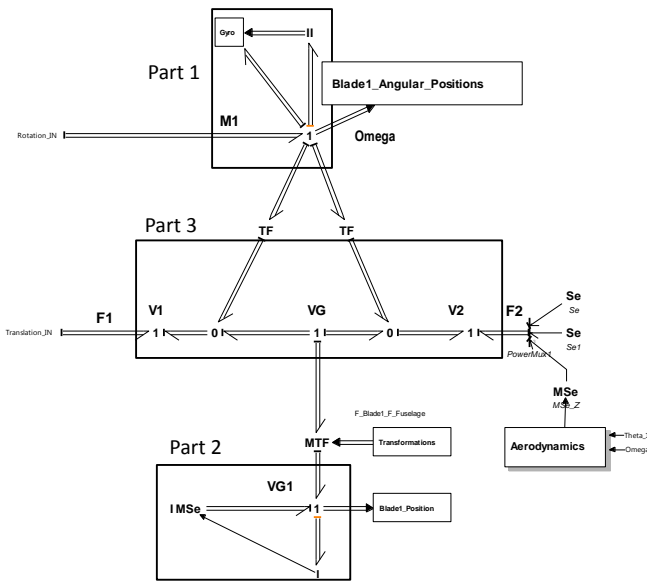 Gyro
II
Part 1
Blade1_Angular_Positions
M1
Rotation_IN
1
Omega
TF
TF
Part 3
F1
V1
VG
V2
F2
Se
Se
Translation_IN
1
0
1
0
1
Se
Se1
PowerMux1
MSe
MSe_Z
F_Blade1_F_Fuselage
MTF
Transformations
Aerodynamics
Omega
Part 2
VG1
I MSe
1
Blade1_Position
I